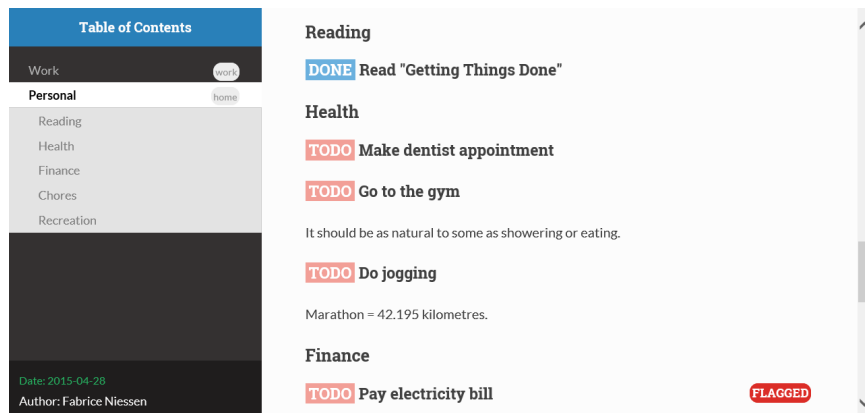 Table of Contents
Work work
Personal home
Reading
Health
Finance
Chores
Recreation
Date: 2015-04-28
Author: Fabrice Niessen
Reading
DONE Read "Getting Things Done"
Health
TODO Make dentist appointment
TODO Go to the gym
It should be as natural to some as showering or eating.
TODO Do jogging
Marathon = 42.195 kilometres.
Finance
TODO Pay electricity bill FLAGGED